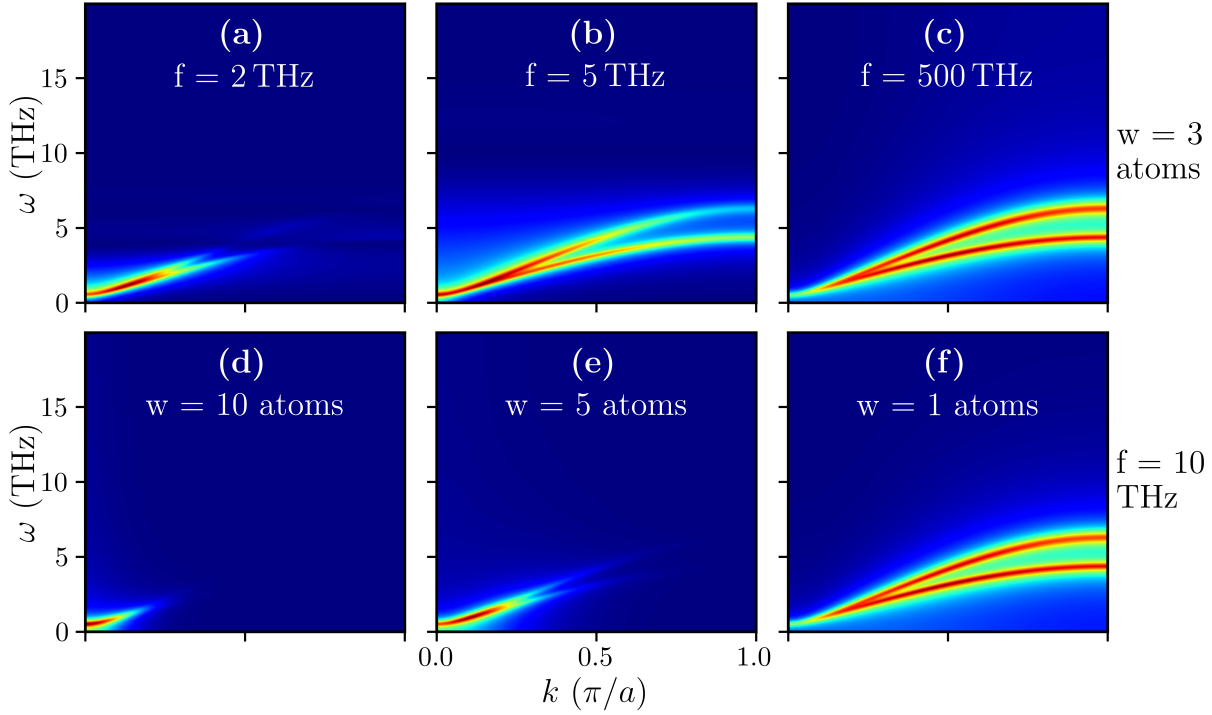 (a)
f = 2 THz
(b)
f = 5 THz
(c)
f = 500 THz
15
10
5
0
ω (THz)
w = 3
atoms
(d)
w = 10 atoms
(e)
w = 5 atoms
(f)
w = 1 atoms
15
10
5
0
ω (THz)
f = 10
THz
0.0 0.5 1.0
k (π/a)